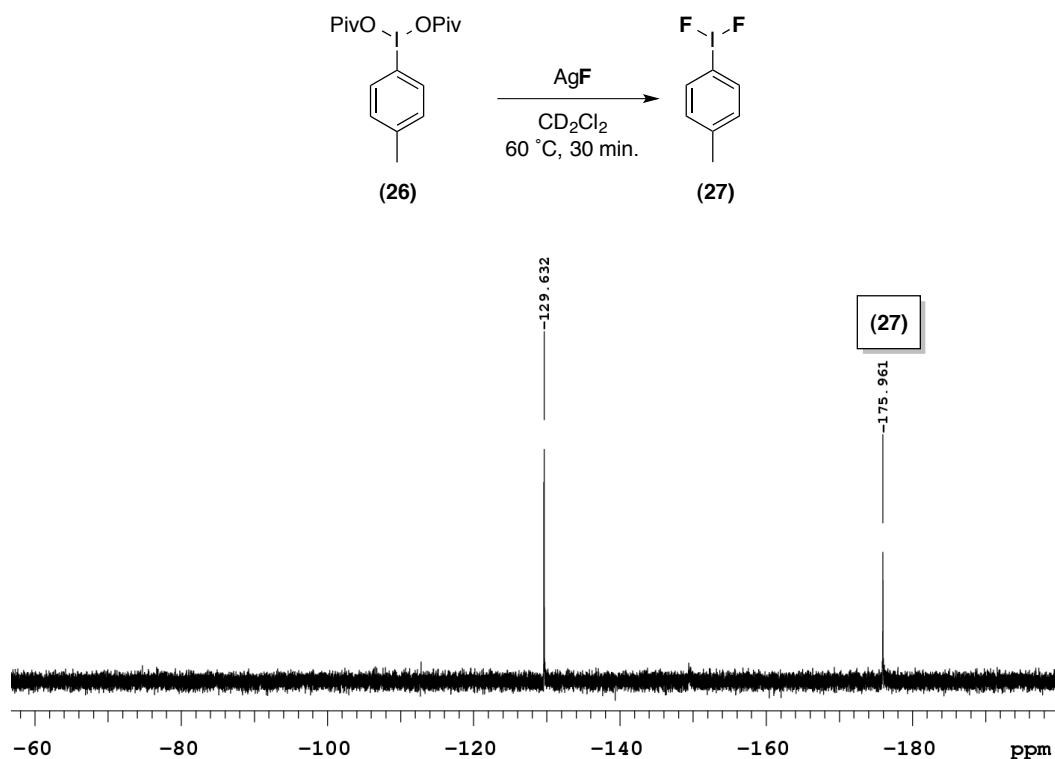 PivO I OPiv
AgF
CD2Cl2
60 ˚C, 30 min.
(26)
F I F
(27)
-129.632
(27)
-175.961
-60 -80 -100 -120 -140 -160 -180 ppm